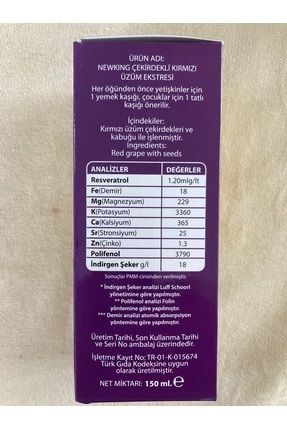 ÜRÜN ADI:
NEWKING ÇEKİRDEKLİ KIRMIZI
ÜZÜM EKSTRESİ
Her öğünden önce yetişkinler için
1 yemek kaşığı, çocuklar için 1 tatlı
kaşığı önerilir.
İçindekiler:
Kırmızı üzüm çekirdekleri ve
kabuğu ile işlenmiştir.
Ingredients:
Red grape with seeds
ANALİZLER DEĞERLER
Resveratrol 1.20mlg/lt
Fe(Demir) 18
Mg(Magnezyum) 229
K(Potasyum) 3360
Ca(Kalsiyum) 365
Sr(Stronsiyum) 25
Zn(Çinko) 1.3
Polifenol 3790
İndirgen Şeker g/l 18
Sonuçlar PMM cinsinden verilmiştir.
* İndirgen Şeker analizi Luff Schoorl
yönetimine göre yapılmıştır.
** Polifenol analizi Folin
yöntemine göre yapılmıştır.
*** Demir analizi atomik absorpsiyon
yöntemine göre yapılmıştır.
Üretim Tarihi, Son Kullanma Tarihi
ve Seri No ambalaj üzerindedir.
İşletme Kayıt No: TR-01-K-015674
Türk Gıda Kodeksine uygun
olarak üretilmiştir.
NET MİKTARI: 150 ml. e